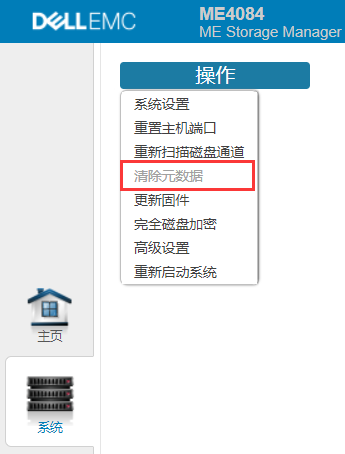 DELLEMC
ME4084
ME Storage Manager
操作
系统设置
重置主机端口
重新扫描磁盘通道
清除元数据
更新固件
完全磁盘加密
高级设置
重新启动系统
主页
系统